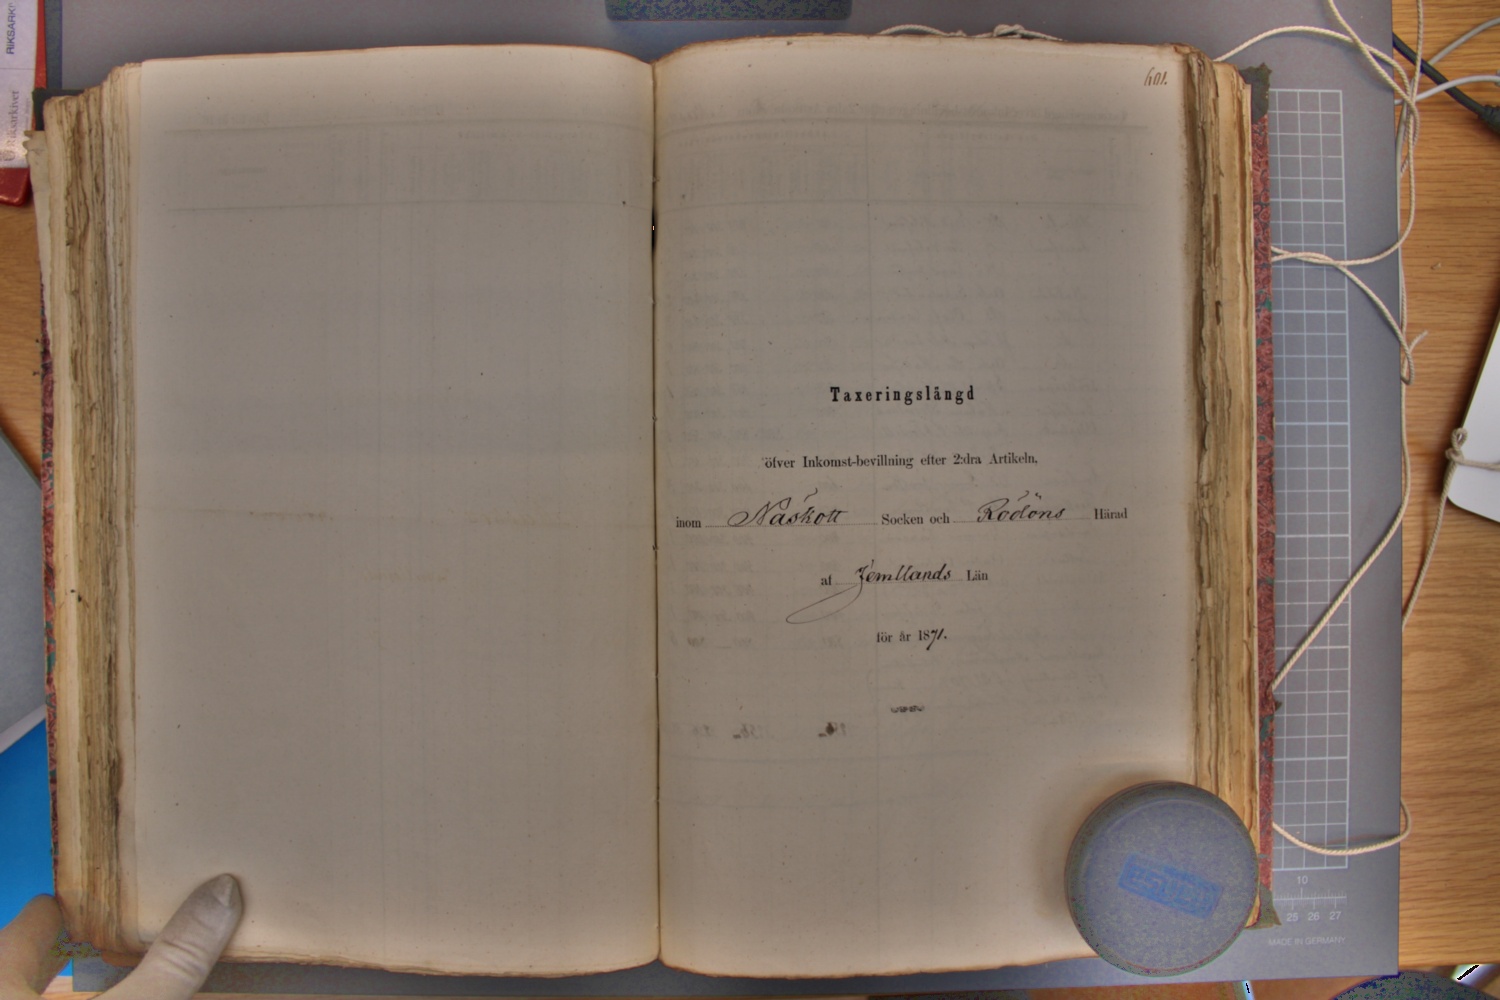 RIKSARKIV
Riksarkivet
601.
Taxeringslängd
öfver Inkomst-bevillning efter 2:dra Artikeln,
inom Näskott Socken och Rödöns Härad
af Jemtlands Län
för år 1871.
10
25 26 27
MADE IN GERMANY